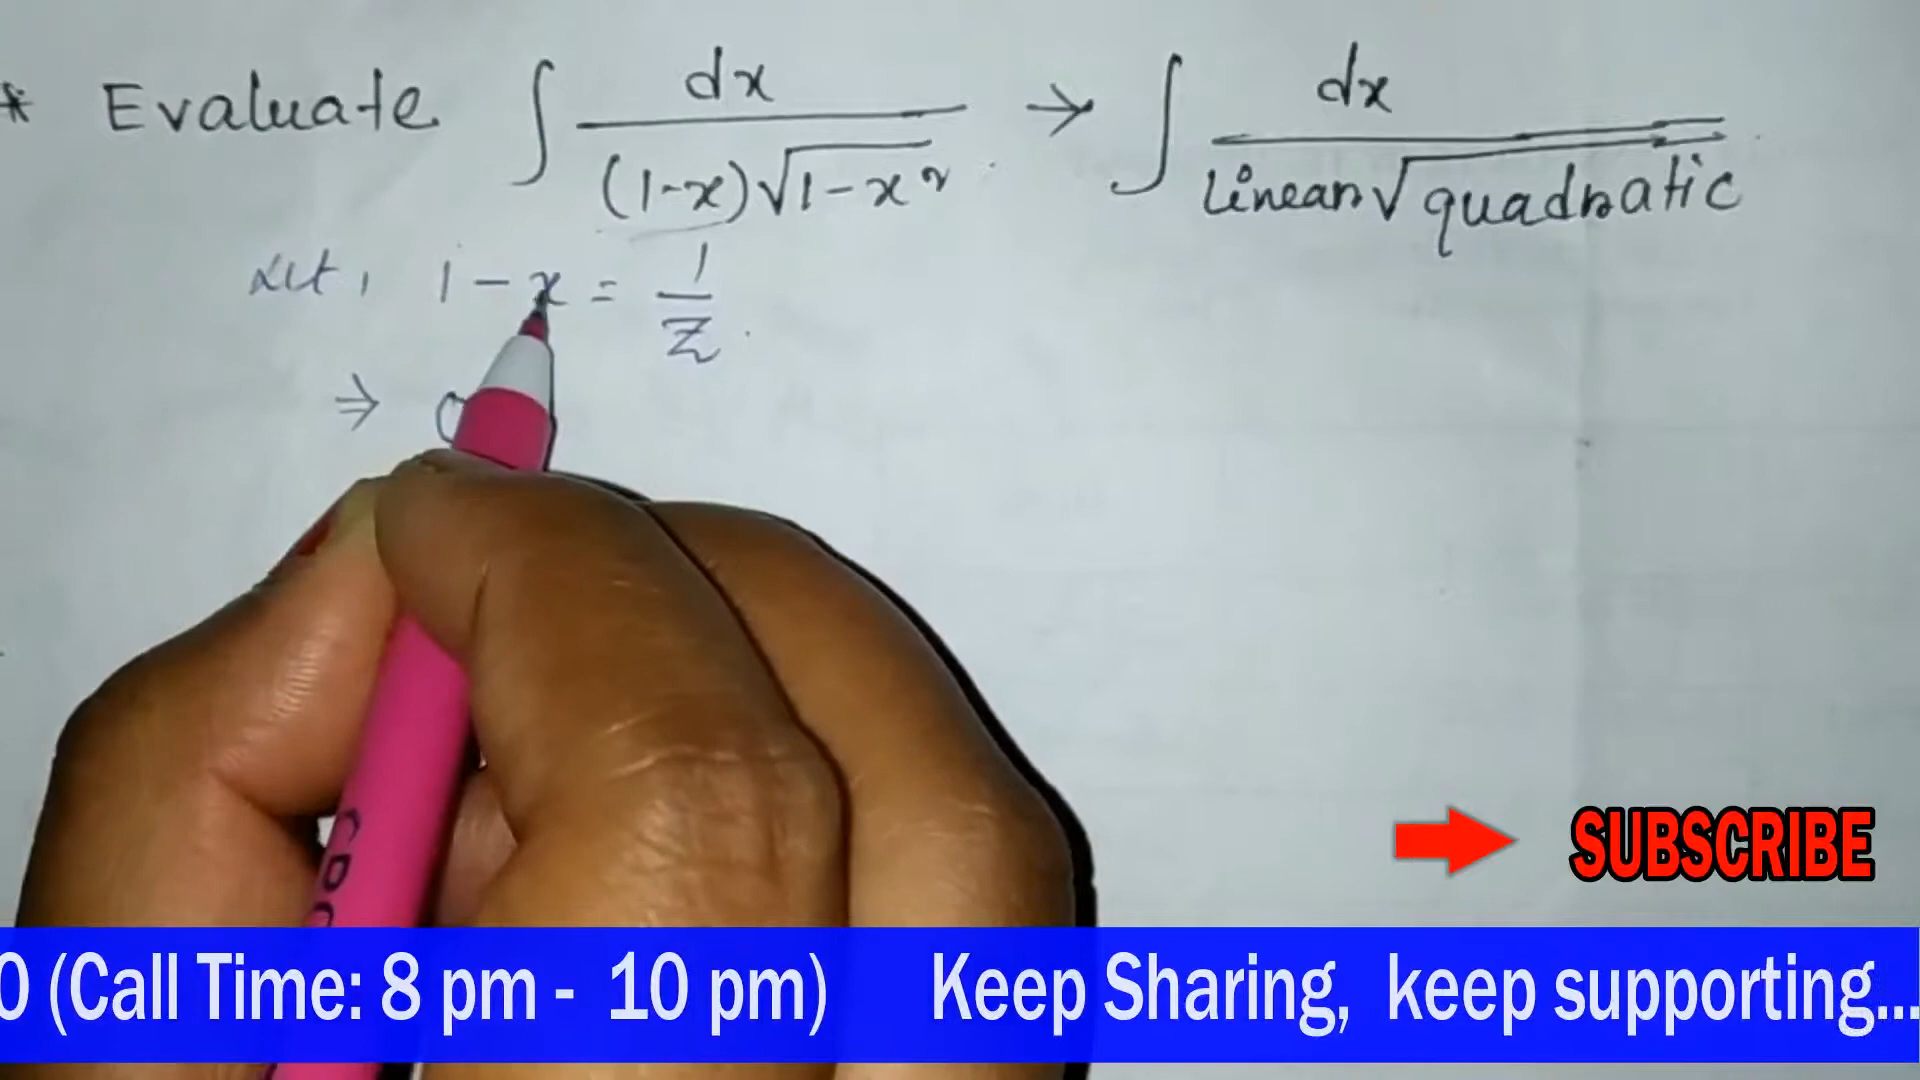 * Evaluate ∫ dx / (1-x)√1-x² → ∫ dx / linear√quadratic
Let, 1 - x = 1/z.
⇒ 0
SUBSCRIBE
0 (Call Time: 8 pm - 10 pm) Keep Sharing, keep supporting...